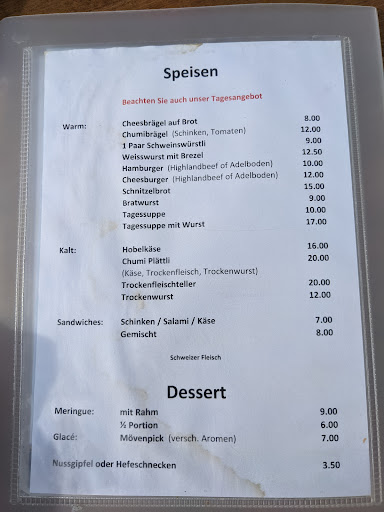 Speisen
Beachten Sie auch unser Tagesangebot
Warm: Cheesbrägel auf Brot 8.00
Chumibrägel (Schinken, Tomaten) 12.00
1 Paar Schweinswürstli 9.00
Weisswurst mit Brezel 12.50
Hamburger (Highlandbeef of Adelboden) 10.00
Cheesburger (Highlandbeef of Adelboden) 12.00
Schnitzelbrot 15.00
Bratwurst 9.00
Tagessuppe 10.00
Tagessuppe mit Wurst 17.00
Kalt: Hobelkäse 16.00
Chumi Plättli 20.00
(Käse, Trockenfleisch, Trockenwurst)
Trockenfleischteller 20.00
Trockenwurst 12.00
Sandwiches: Schinken / Salami / Käse 7.00
Gemischt 8.00
Schweizer Fleisch
Dessert
Meringue: mit Rahm 9.00
½ Portion 6.00
Glacé: Mövenpick (versch. Aromen) 7.00
Nussgipfel oder Hefeschnecken 3.50